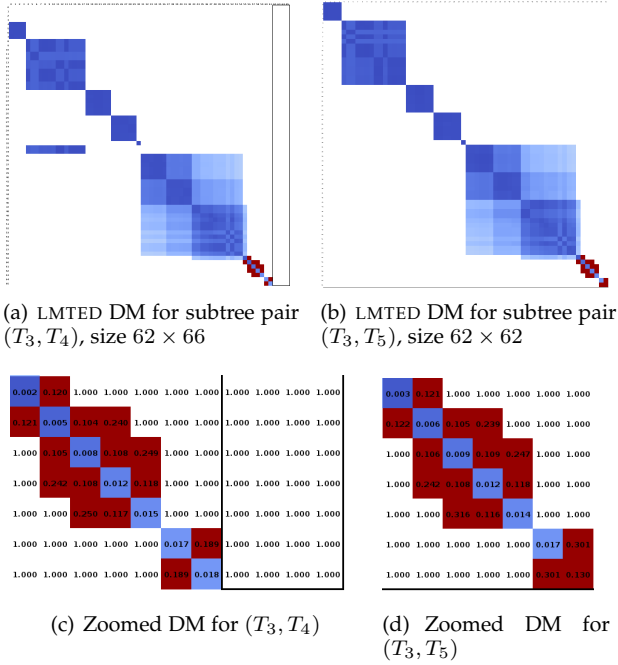 (a) LMTED DM for subtree pair
(T₃, T₄), size 62 × 66
(b) LMTED DM for subtree pair
(T₃, T₅), size 62 × 62
0.002 0.120 1.000 1.000 1.000 1.000 1.000 1.000 1.000 1.000 1.000
0.121 0.005 0.104 0.240 1.000 1.000 1.000 1.000 1.000 1.000 1.000
1.000 0.105 0.008 0.108 0.249 1.000 1.000 1.000 1.000 1.000 1.000
1.000 0.242 0.108 0.012 0.118 1.000 1.000 1.000 1.000 1.000 1.000
1.000 1.000 0.250 0.117 0.015 1.000 1.000 1.000 1.000 1.000 1.000
1.000 1.000 1.000 1.000 1.000 0.017 0.189 1.000 1.000 1.000 1.000
1.000 1.000 1.000 1.000 1.000 0.189 0.018 1.000 1.000 1.000 1.000
(c) Zoomed DM for (T₃, T₄)
0.003 0.121 1.000 1.000 1.000 1.000 1.000
0.122 0.006 0.105 0.239 1.000 1.000 1.000
1.000 0.106 0.009 0.109 0.247 1.000 1.000
1.000 0.242 0.108 0.012 0.118 1.000 1.000
1.000 1.000 0.316 0.116 0.014 1.000 1.000
1.000 1.000 1.000 1.000 1.000 0.017 0.301
1.000 1.000 1.000 1.000 1.000 0.301 0.130
(d) Zoomed DM for
(T₃, T₅)